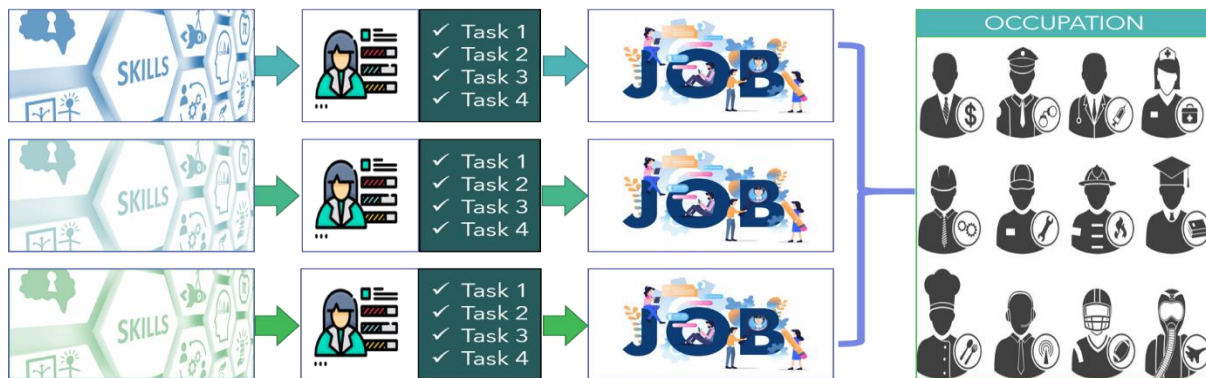 OCCUPATION
SKILLS
✓ Task 1
✓ Task 2
✓ Task 3
✓ Task 4
JOB
$
SKILLS
✓ Task 1
✓ Task 2
✓ Task 3
✓ Task 4
JOB
SKILLS
✓ Task 1
✓ Task 2
✓ Task 3
✓ Task 4
JOB